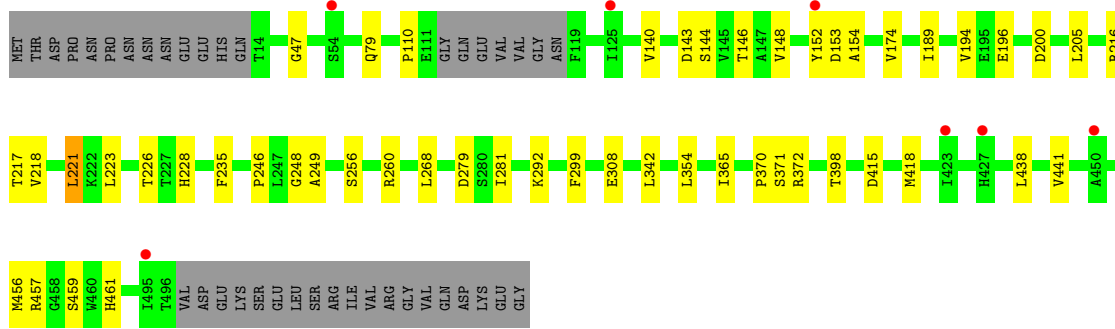 MET THR ASP PRO ASN PRO ASN ASN ASN GLU GLU HIS GLN T14 G47 S54 Q79 P110 E111 GLY GLN GLU VAL VAL GLY ASN F119 I125 V140 D143 S144 V145 T146 A147 V148 Y152 D153 A154 V174 I189 V194 E195 E196 D200 L205
T217 V218 L221 K222 L223 T226 T227 H228 F235 P246 L247 G248 A249 S256 R260 L268 D279 S280 I281 K292 F299 E308 L342 L354 I365 P370 S371 R372 T398 D415 M418 I423 H427 L438 V441 A450
M456 R457 G458 S459 W460 H461 I495 T496 VAL ASP GLU LYS SER GLU LEU SER ARG ILE VAL ARG GLY VAL GLN ASP LYS GLU GLY